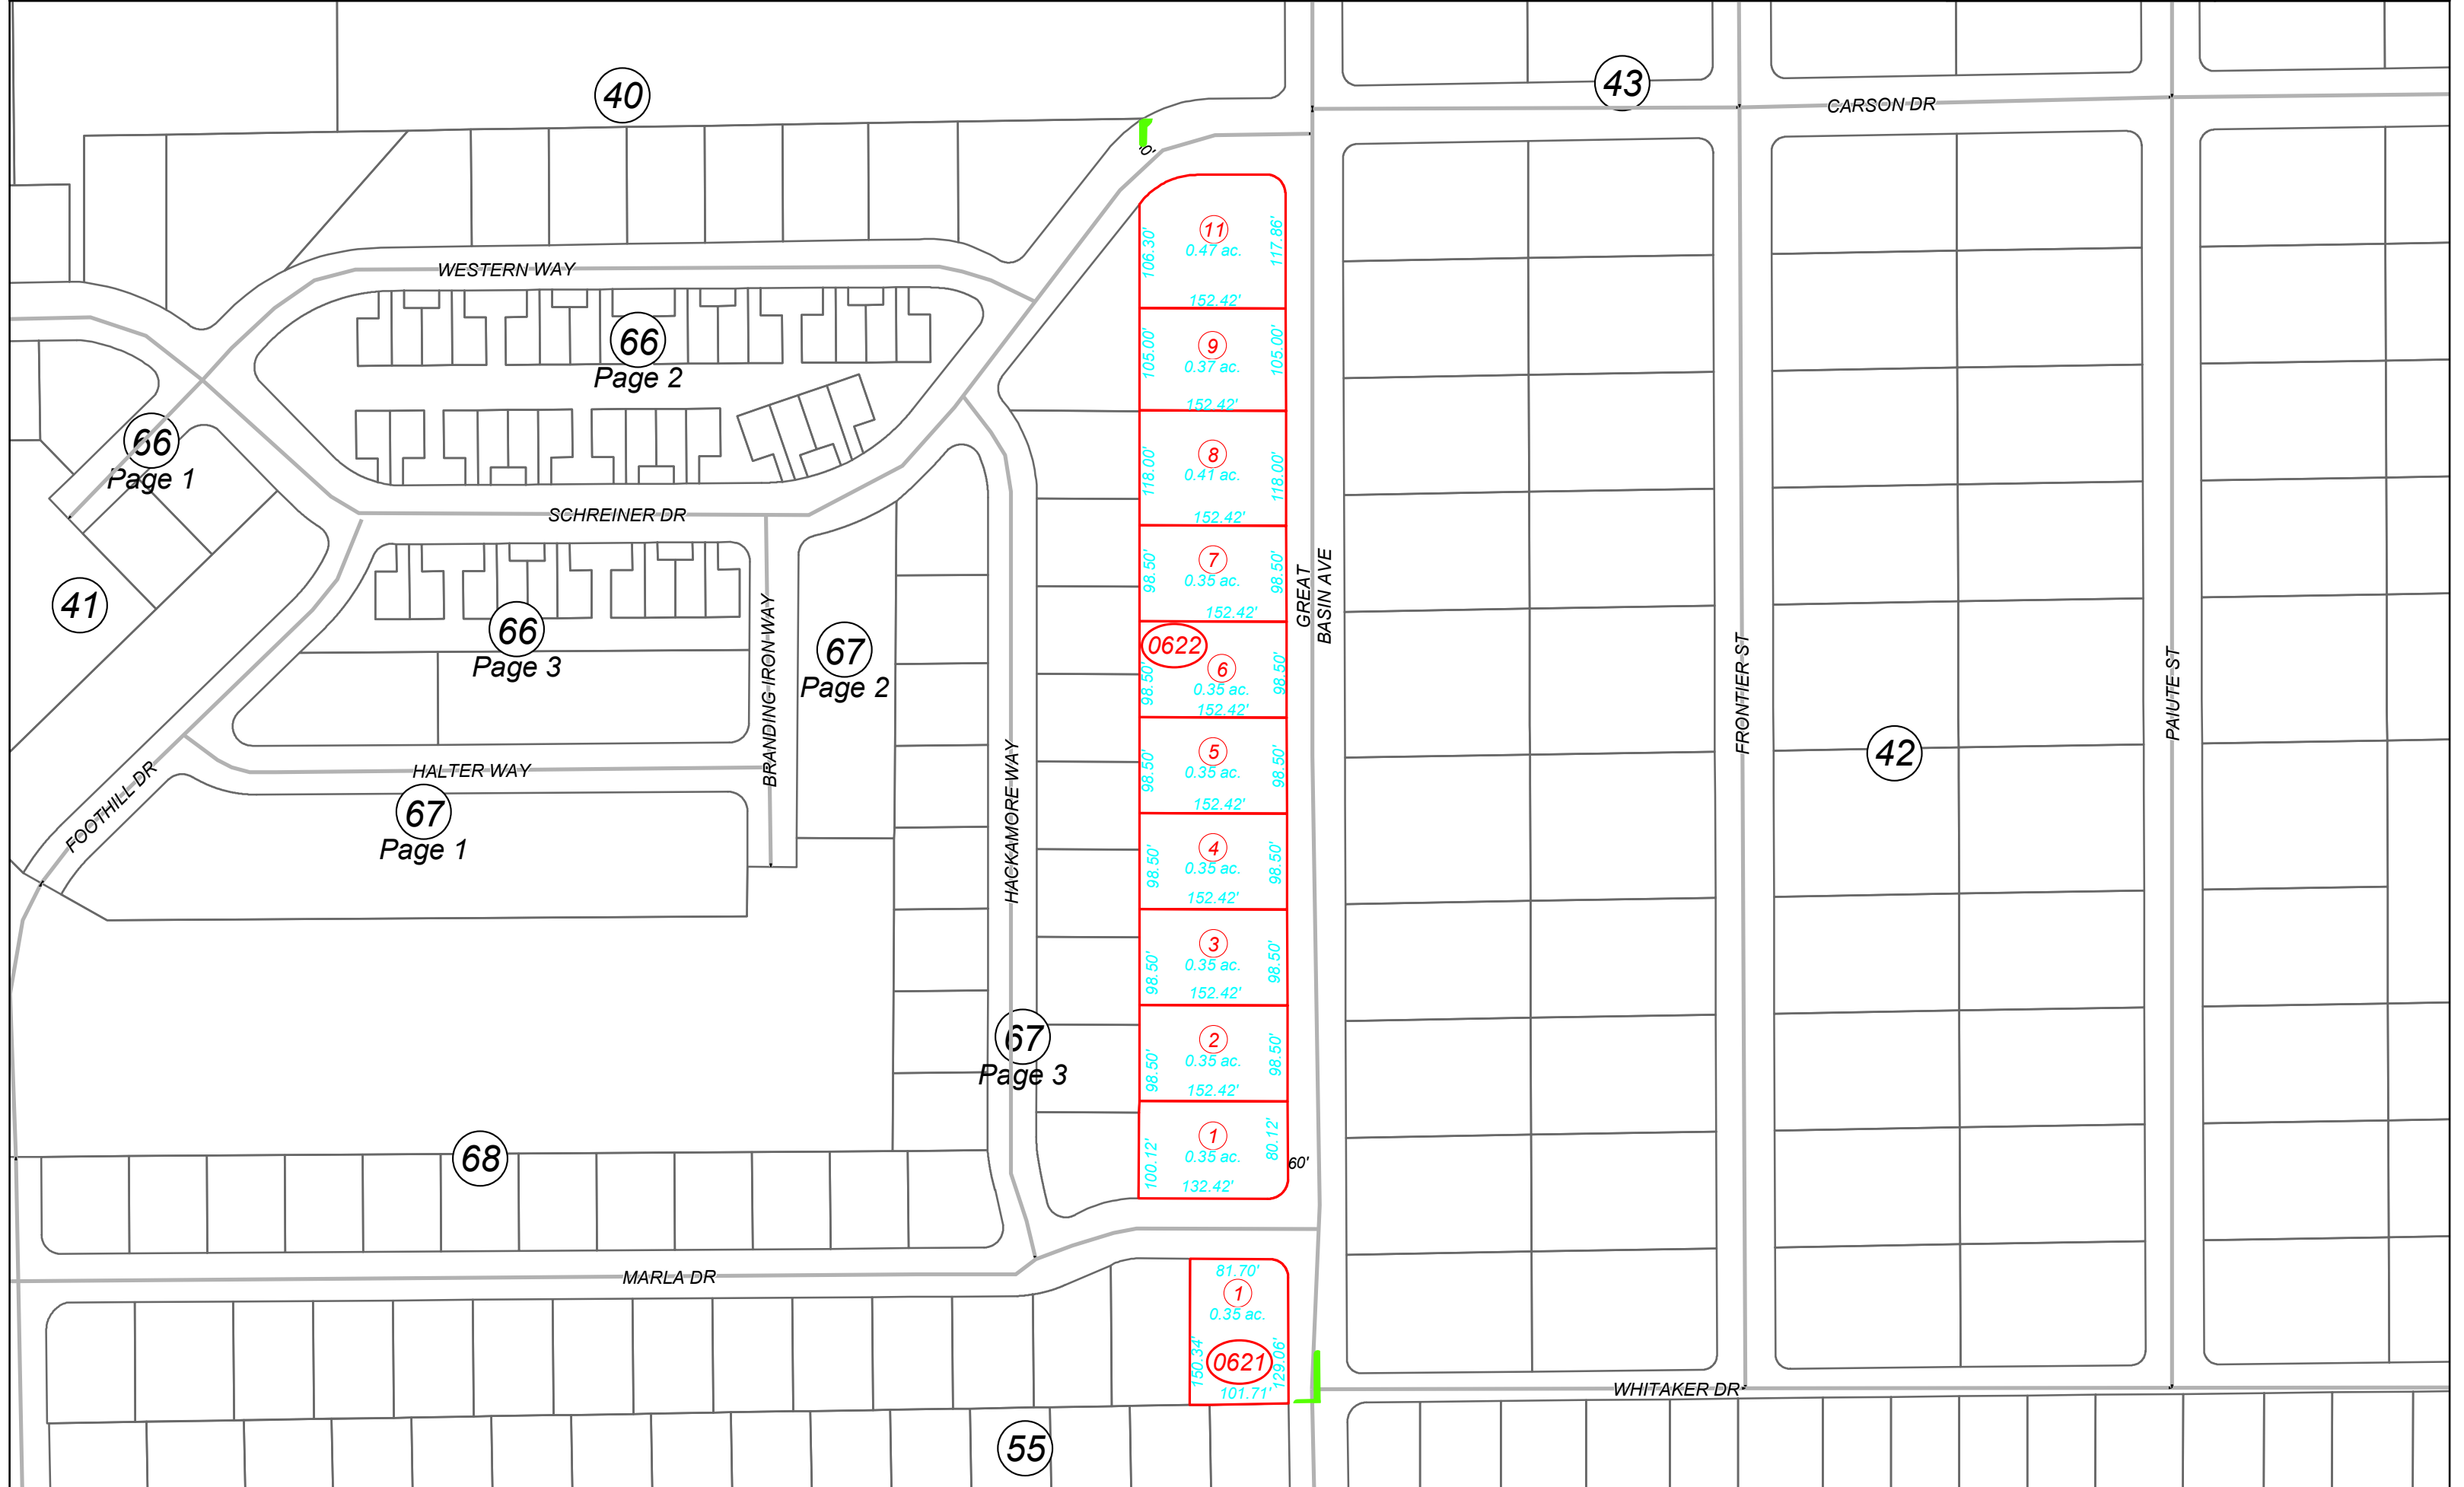 40
43
CARSON DR
'0'
11
0.47 ac.
106.30'
117.86'
152.42'
WESTERN WAY
9
0.37 ac.
105.00'
105.00'
152.42'
66
Page 2
66
Page 1
8
0.41 ac.
118.00'
118.00'
152.42'
SCHREINER DR
7
0.35 ac.
98.50'
98.50'
152.42'
GREAT
BASIN AVE
41
66
Page 3
BRANDING IRON WAY
67
Page 2
0622
6
0.35 ac.
98.50'
98.50'
152.42'
FRONTIER ST
PAIUTE ST
42
5
0.35 ac.
98.50'
98.50'
152.42'
HALTER WAY
FOOTHILL DR
67
Page 1
HACKAMORE WAY
4
0.35 ac.
98.50'
98.50'
152.42'
3
0.35 ac.
98.50'
98.50'
152.42'
67
Page 3
2
0.35 ac.
98.50'
98.50'
152.42'
68
1
0.35 ac.
100.12'
80.12'
132.42'
60'
MARLA DR
81.70'
1
0.35 ac.
150.34'
0621
129.06'
101.71'
WHITAKER DR
55